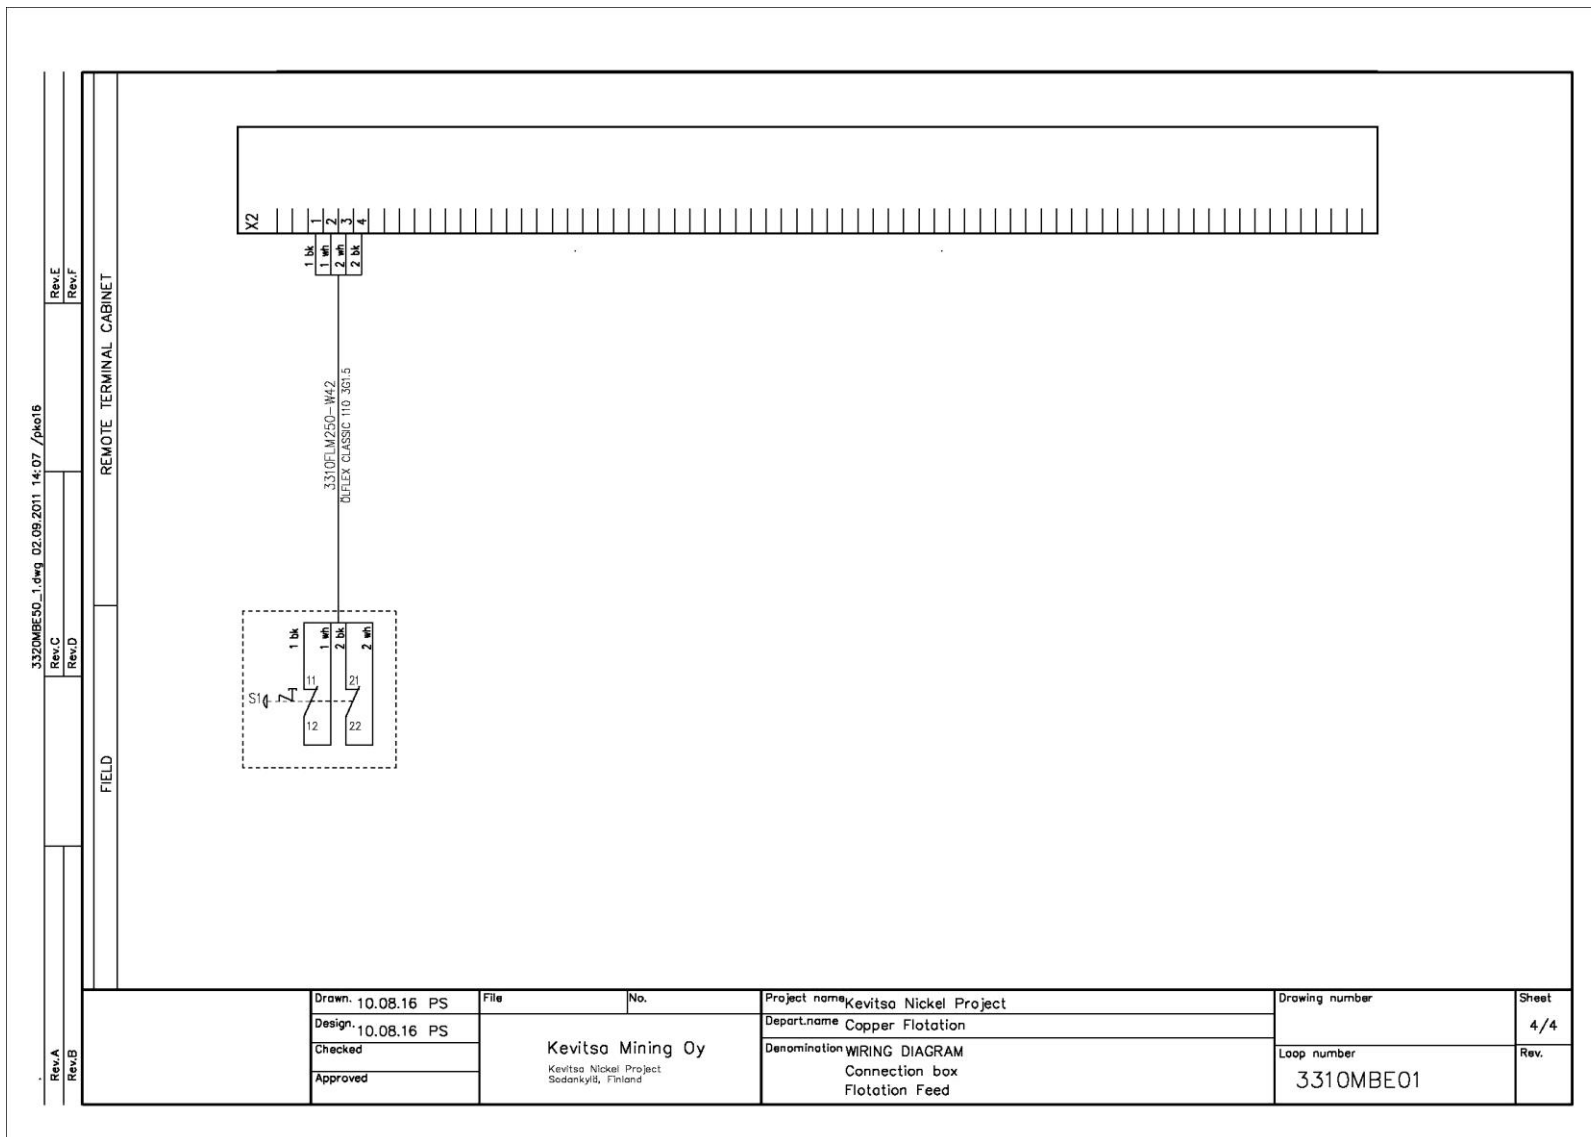 3320MBE50_1.dwg 02.09.2011 14:07 /pko16
Rev.E
Rev.F
Rev.C
Rev.D
Rev.A
Rev.B
REMOTE TERMINAL CABINET
FIELD
X2
1
2
3
4
1 bk
1 wh
2 wh
2 bk
3310FLM250-W42
ÖLFLEX CLASSIC 110 3G1.5
1 bk
1 wh
2 bk
2 wh
S1
11
21
12
22
Drawn. 10.08.16 PS
Design. 10.08.16 PS
Checked
Approved
File
No.
Kevitsa Mining Oy
Kevitsa Nickel Project
Sodankylä, Finland
Project name Kevitsa Nickel Project
Depart.name Copper Flotation
Denomination WIRING DIAGRAM
Connection box
Flotation Feed
Drawing number
Loop number
3310MBE01
Sheet
4/4
Rev.